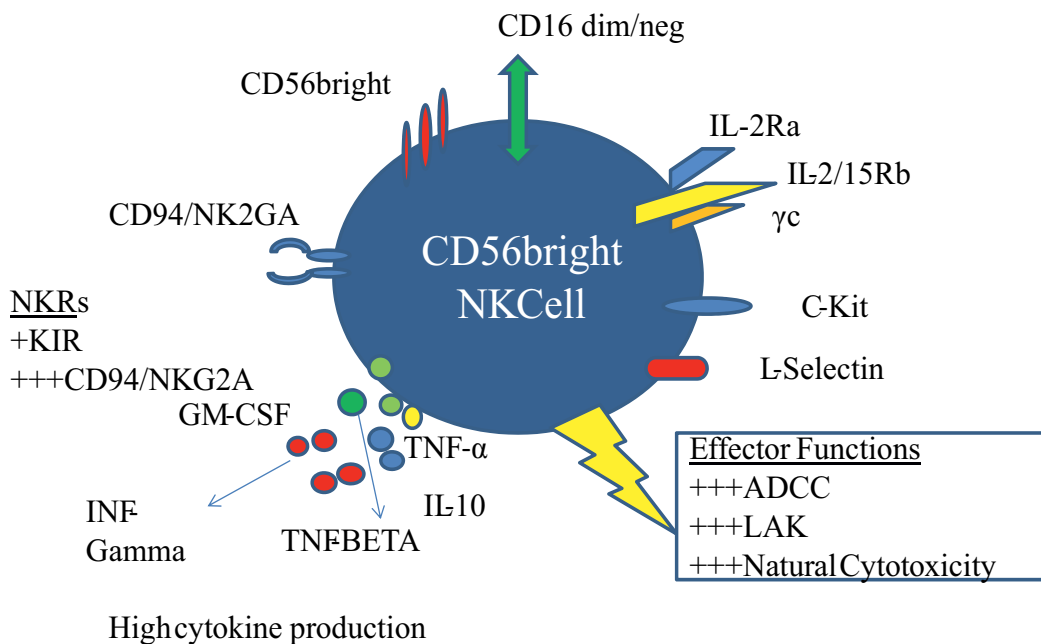 CD16 dim/neg
CD56bright
IL-2Ra
IL-2/15Rb
γc
CD94/NK2GA
CD56bright
NKCell
C-Kit
NKRs
+KIR
+++CD94/NKG2A
L-Selectin
GM-CSF
TNF-α
IL-10
INF-
Gamma
TNF-BETA
Effector Functions
+++ADCC
+++LAK
+++Natural Cytotoxicity
High cytokine production